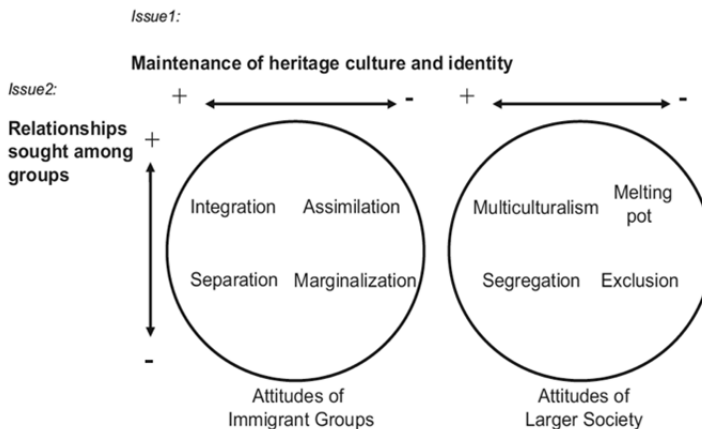 Issue1:
Maintenance of heritage culture and identity
Issue2:
+ - + -
Relationships
sought among
groups
+
Integration Assimilation
Separation Marginalization
-
Multiculturalism Melting
pot
Segregation Exclusion
Attitudes of
Immigrant Groups
Attitudes of
Larger Society